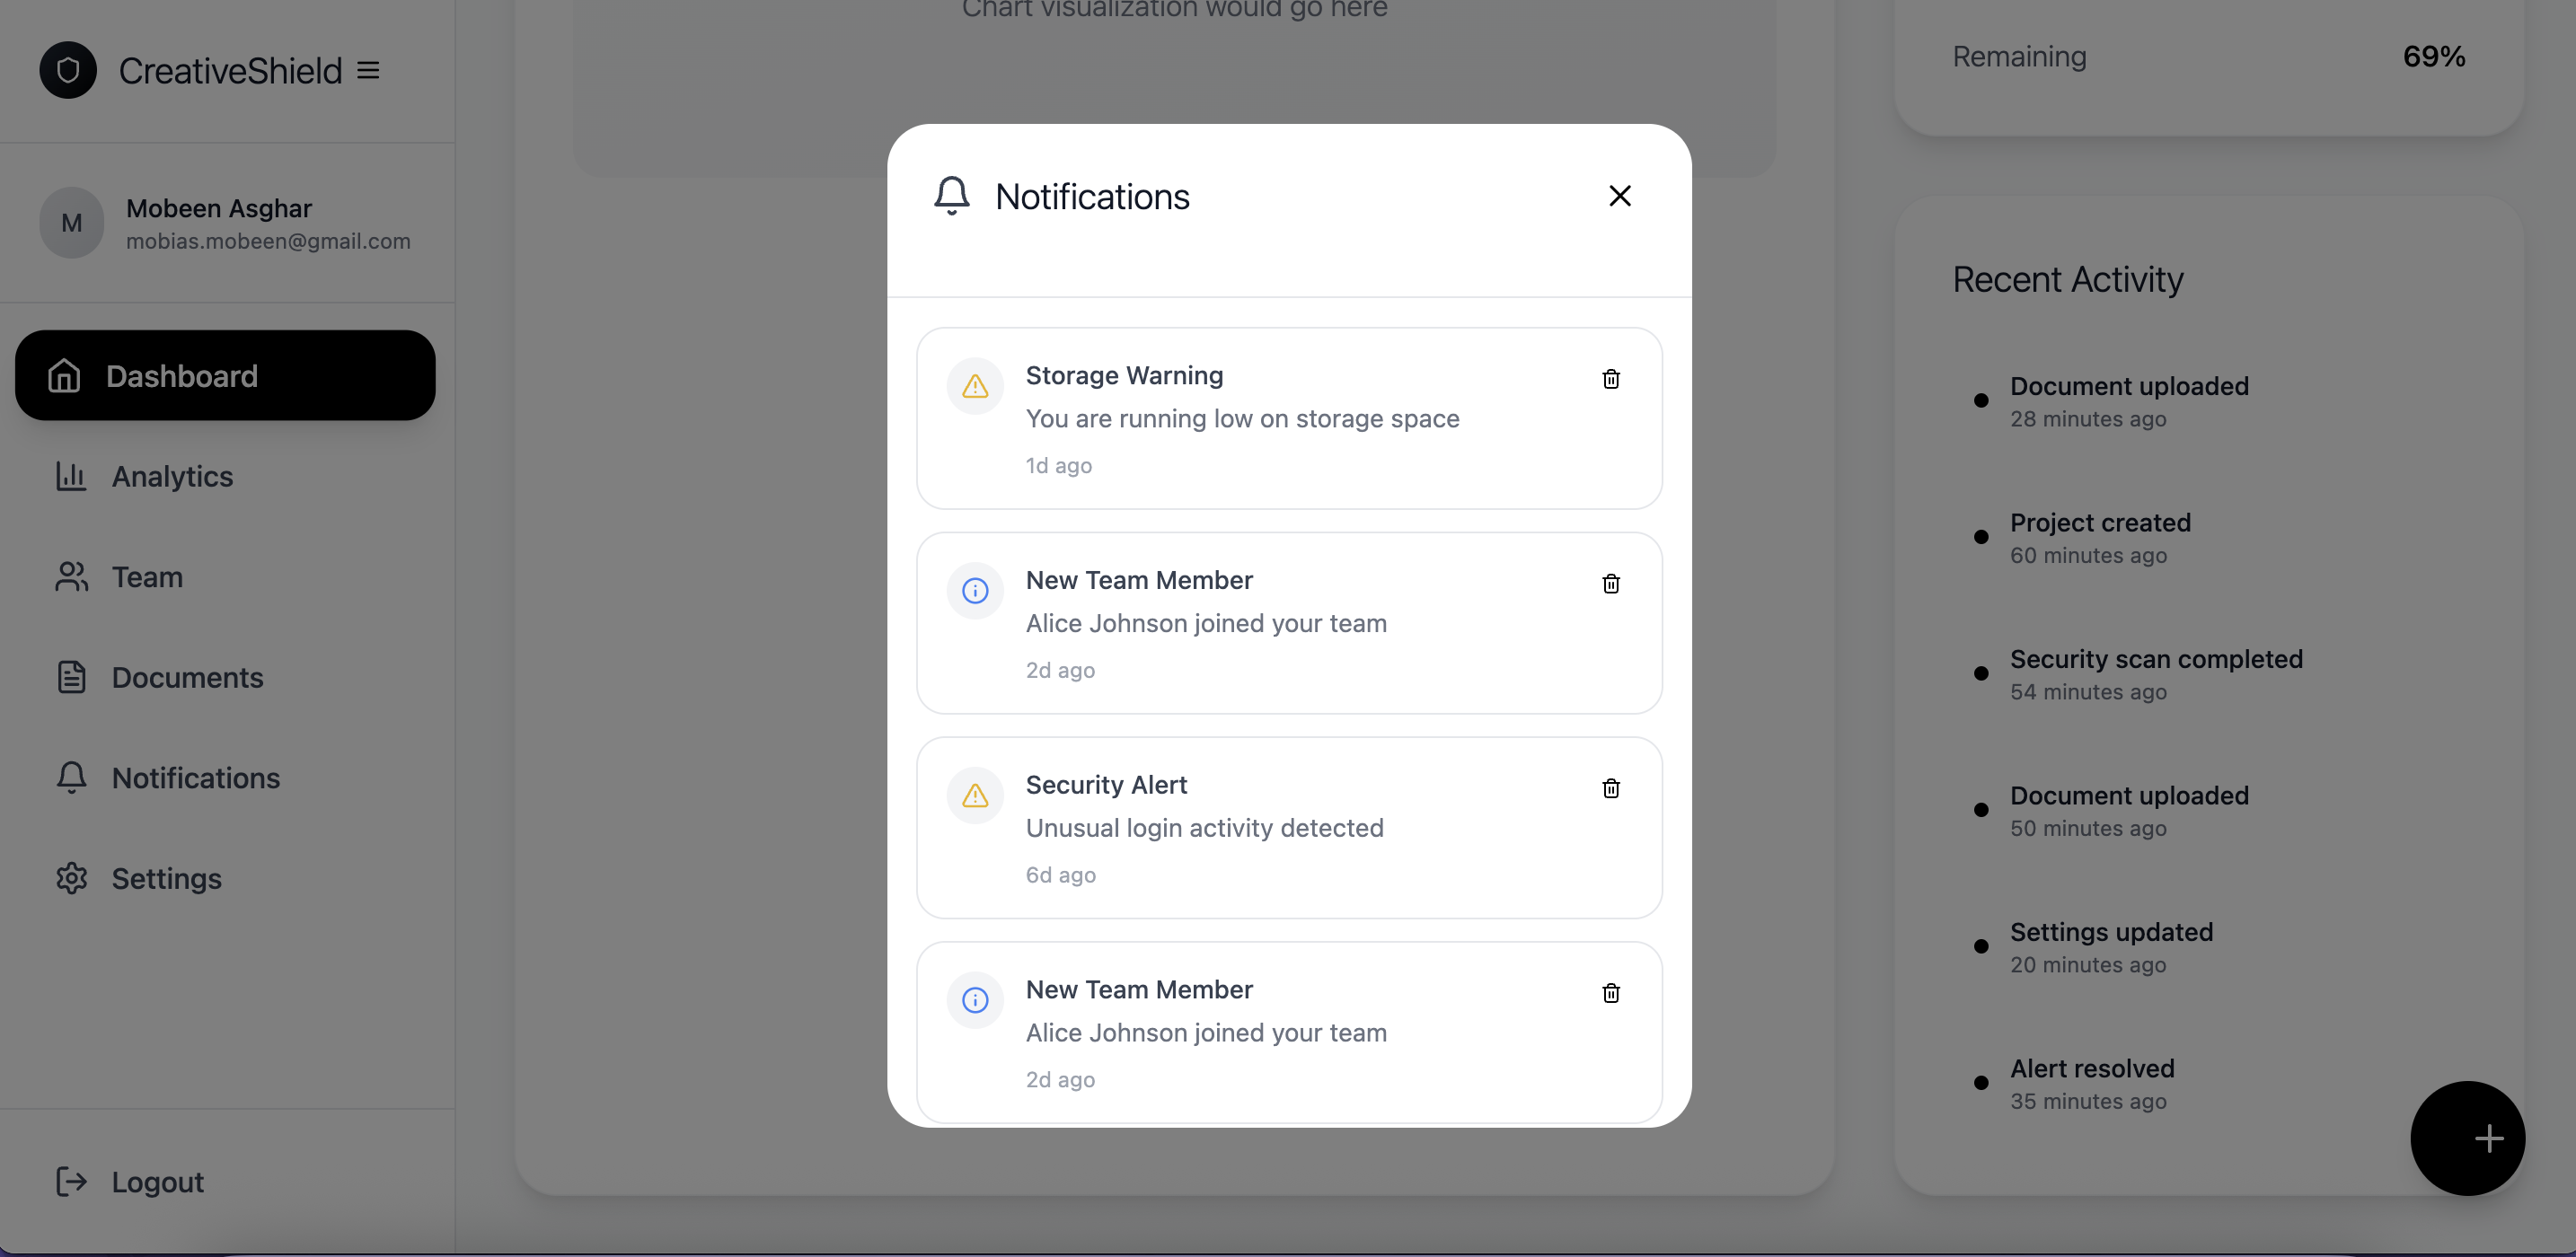 CreativeShield
M
Mobeen Asghar
mobias.mobeen@gmail.com
Dashboard
Analytics
Team
Documents
Notifications
Settings
Logout
Chart visualization would go here
Notifications
Storage Warning
You are running low on storage space
1d ago
New Team Member
Alice Johnson joined your team
2d ago
Security Alert
Unusual login activity detected
6d ago
New Team Member
Alice Johnson joined your team
2d ago
Remaining
69%
Recent Activity
Document uploaded
28 minutes ago
Project created
60 minutes ago
Security scan completed
54 minutes ago
Document uploaded
50 minutes ago
Settings updated
20 minutes ago
Alert resolved
35 minutes ago